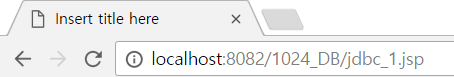 Insert title here
localhost:8082/1024_DB/jdbc_1.jsp